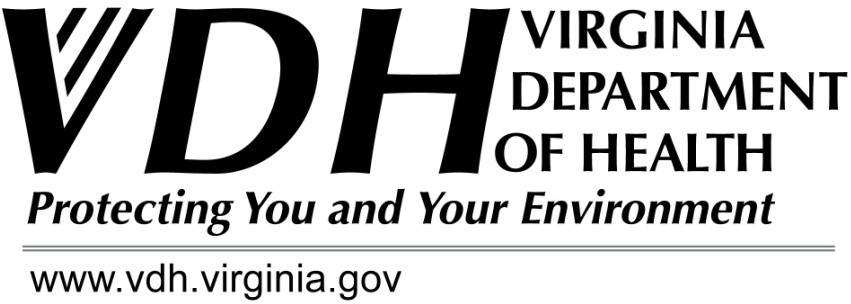 VDH
VIRGINIA
DEPARTMENT
OF HEALTH
Protecting You and Your Environment
www.vdh.virginia.gov